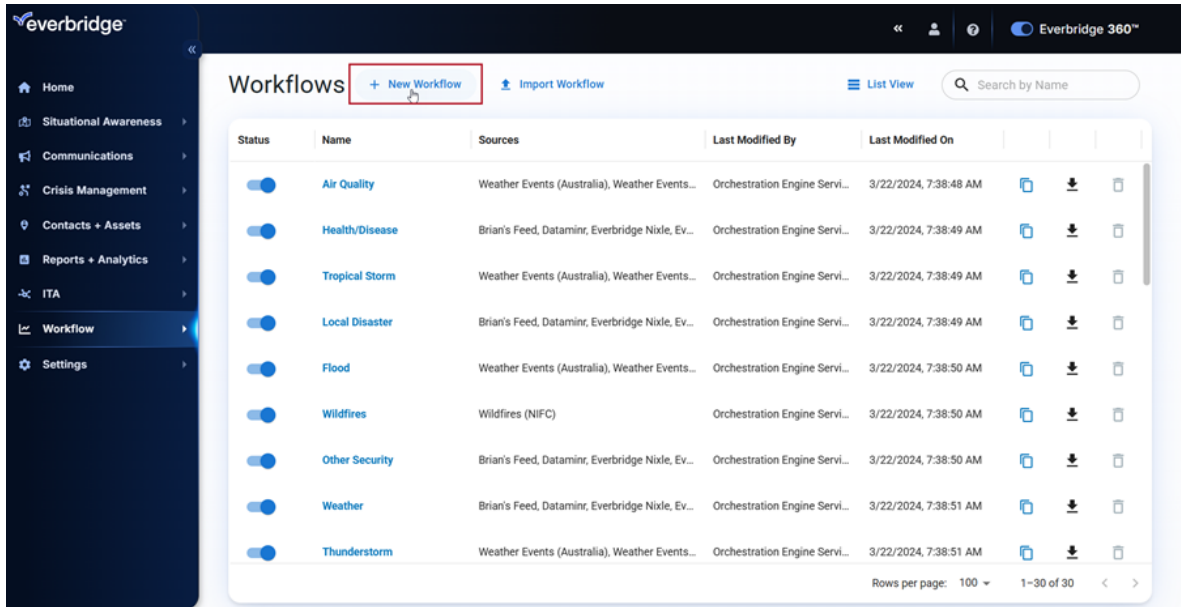 everbridge
Everbridge 360™
Home
Situational Awareness
Communications
Crisis Management
Contacts + Assets
Reports + Analytics
ITA
Workflow
Settings
Workflows + New Workflow Import Workflow List View Search by Name
Status Name Sources Last Modified By Last Modified On
Air Quality Weather Events (Australia), Weather Events... Orchestration Engine Servi... 3/22/2024, 7:38:48 AM
Health/Disease Brian's Feed, Dataminr, Everbridge Nixle, Ev... Orchestration Engine Servi... 3/22/2024, 7:38:49 AM
Tropical Storm Weather Events (Australia), Weather Events... Orchestration Engine Servi... 3/22/2024, 7:38:49 AM
Local Disaster Brian's Feed, Dataminr, Everbridge Nixle, Ev... Orchestration Engine Servi... 3/22/2024, 7:38:49 AM
Flood Weather Events (Australia), Weather Events... Orchestration Engine Servi... 3/22/2024, 7:38:50 AM
Wildfires Wildfires (NIFC) Orchestration Engine Servi... 3/22/2024, 7:38:50 AM
Other Security Brian's Feed, Dataminr, Everbridge Nixle, Ev... Orchestration Engine Servi... 3/22/2024, 7:38:50 AM
Weather Brian's Feed, Dataminr, Everbridge Nixle, Ev... Orchestration Engine Servi... 3/22/2024, 7:38:51 AM
Thunderstorm Weather Events (Australia), Weather Events... Orchestration Engine Servi... 3/22/2024, 7:38:51 AM
Rows per page: 100 1–30 of 30